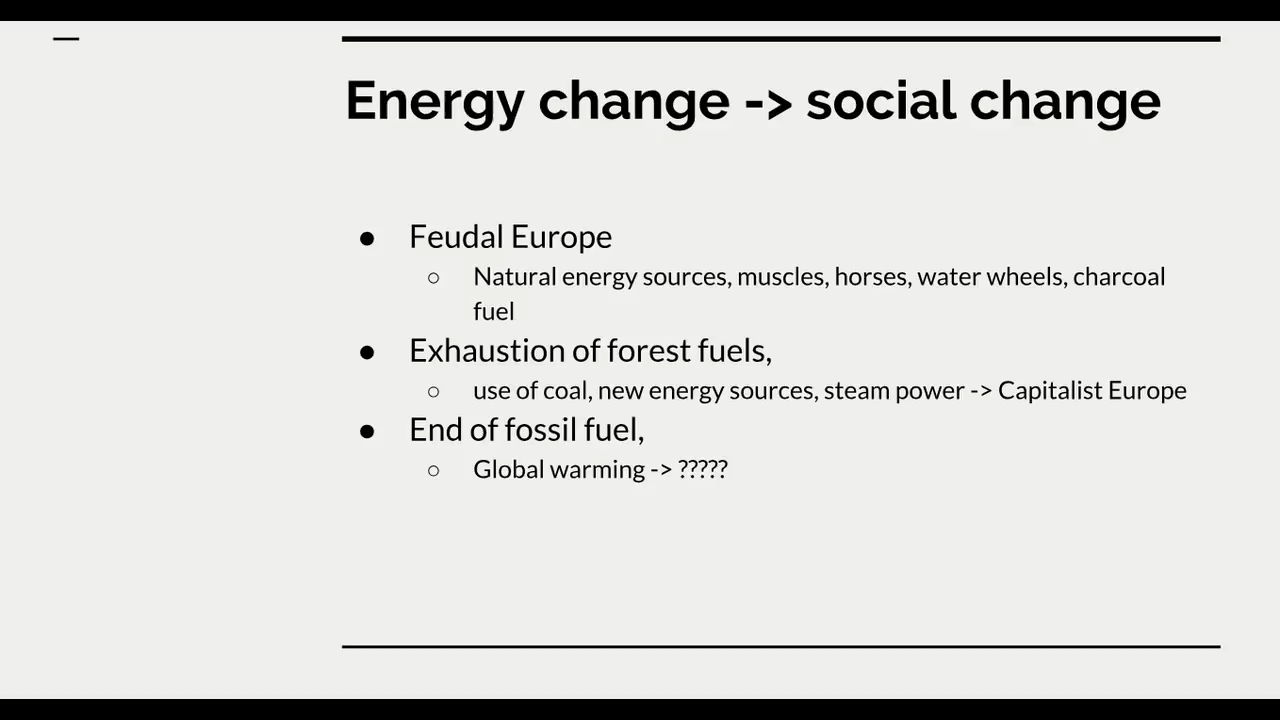 Energy change -> social change
● Feudal Europe
○ Natural energy sources, muscles, horses, water wheels, charcoal
fuel
● Exhaustion of forest fuels,
○ use of coal, new energy sources, steam power -> Capitalist Europe
● End of fossil fuel,
○ Global warming -> ?????